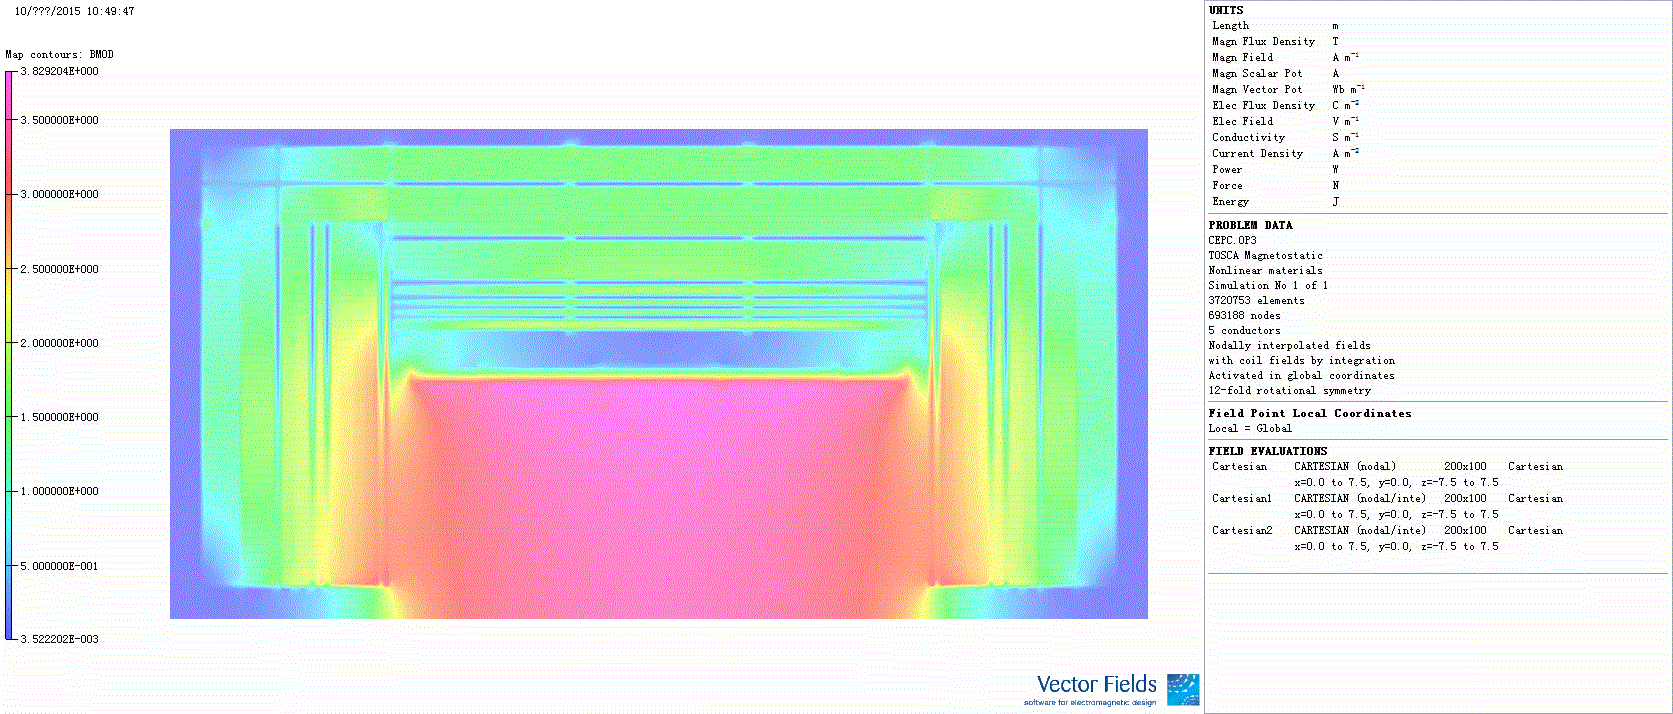 10/???/2015 10:49:47
Map contours: BMOD
3.829204E+000
3.500000E+000
3.000000E+000
2.500000E+000
2.000000E+000
1.500000E+000
1.000000E+000
5.000000E-001
3.522202E-003
Vector Fields
software for electromagnetic design
UNITS
Length m
Magn Flux Density T
Magn Field A m⁻¹
Magn Scalar Pot A
Magn Vector Pot Wb m⁻¹
Elec Flux Density C m⁻²
Elec Field V m⁻¹
Conductivity S m⁻¹
Current Density A m⁻²
Power W
Force N
Energy J
PROBLEM DATA
CEPC.OP3
TOSCA Magnetostatic
Nonlinear materials
Simulation No 1 of 1
3720753 elements
693188 nodes
5 conductors
Nodally interpolated fields
with coil fields by integration
Activated in global coordinates
12-fold rotational symmetry
Field Point Local Coordinates
Local = Global
FIELD EVALUATIONS
Cartesian CARTESIAN (nodal) 200x100 Cartesian
x=0.0 to 7.5, y=0.0, z=-7.5 to 7.5
Cartesian1 CARTESIAN (nodal/inte) 200x100 Cartesian
x=0.0 to 7.5, y=0.0, z=-7.5 to 7.5
Cartesian2 CARTESIAN (nodal/inte) 200x100 Cartesian
x=0.0 to 7.5, y=0.0, z=-7.5 to 7.5